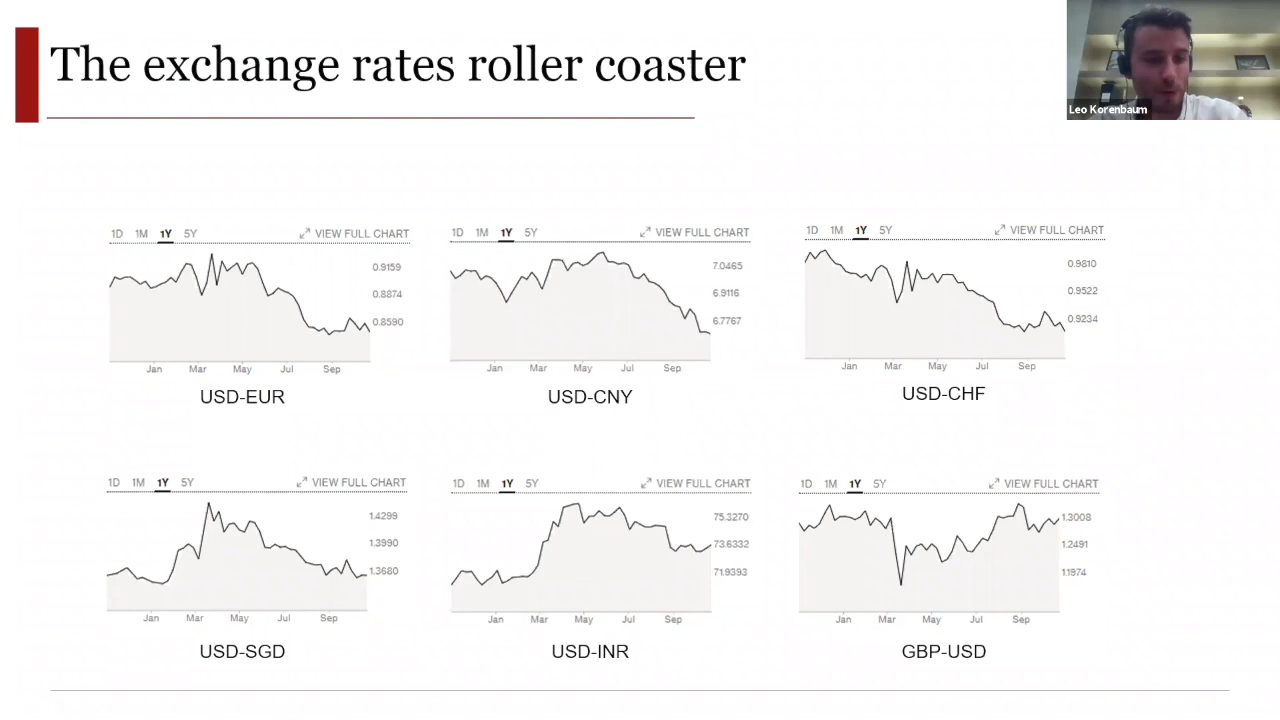 The exchange rates roller coaster
Leo Korenbaum
1D 1M 1Y 5Y VIEW FULL CHART
0.9159
0.8874
0.8590
Jan Mar May Jul Sep
USD-EUR
1D 1M 1Y 5Y VIEW FULL CHART
7.0465
6.9116
6.7767
Jan Mar May Jul Sep
USD-CNY
1D 1M 1Y 5Y VIEW FULL CHART
0.9810
0.9522
0.9234
Jan Mar May Jul Sep
USD-CHF
1D 1M 1Y 5Y VIEW FULL CHART
1.4299
1.3990
1.3680
Jan Mar May Jul Sep
USD-SGD
1D 1M 1Y 5Y VIEW FULL CHART
75.3270
73.6332
71.9393
Jan Mar May Jul Sep
USD-INR
1D 1M 1Y 5Y VIEW FULL CHART
1.3008
1.2491
1.1974
Jan Mar May Jul Sep
GBP-USD